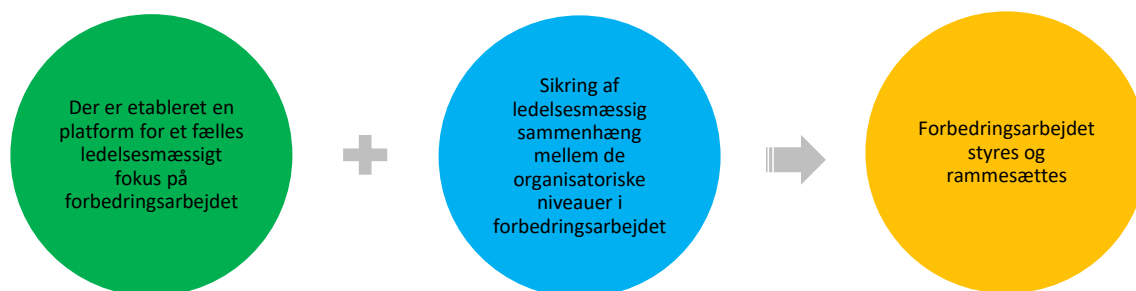 Der er etableret en
platform for et fælles
ledelsesmæssigt
fokus på
forbedringsarbejdet
Sikring af
ledelsesmæssig
sammenhæng
mellem de
organisatoriske
niveauer i
forbedringsarbejdet
Forbedringsarbejdet
styres og
rammesættes